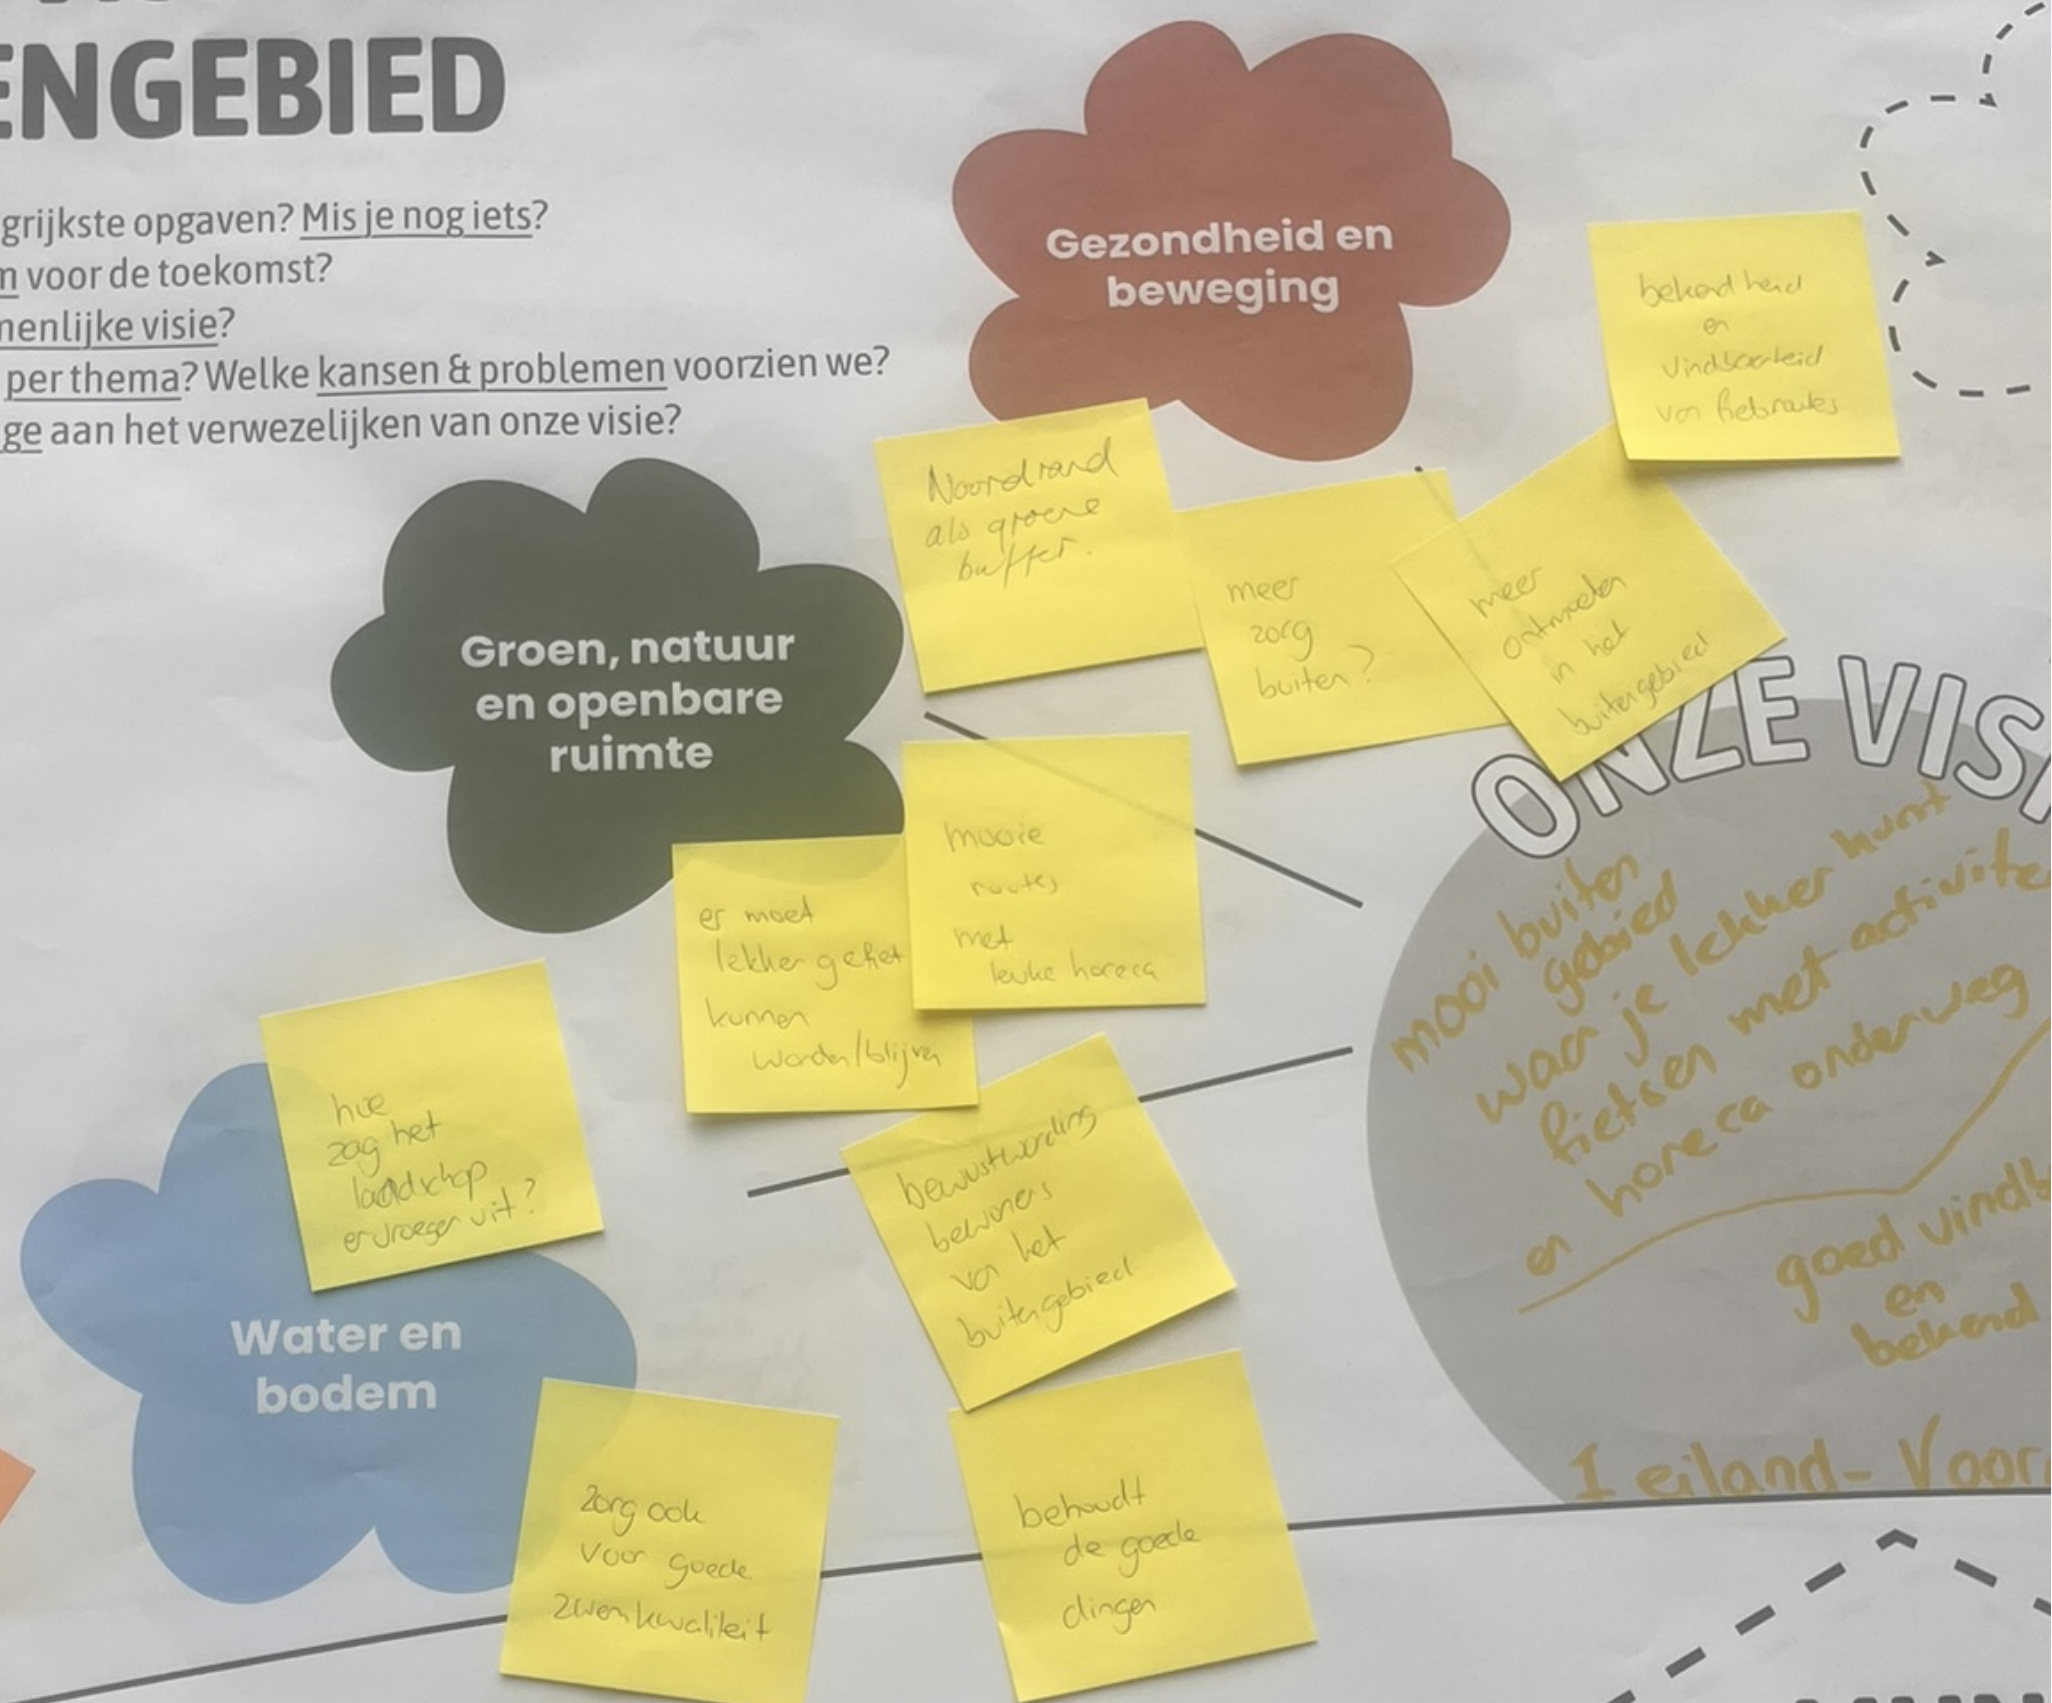 ENGEBIED
grijkste opgaven? Mis je nog iets?
n voor de toekomst?
nenlijke visie?
per thema? Welke kansen & problemen voorzien we?
ge aan het verwezelijken van onze visie?
Gezondheid en
beweging
bekendheid
en
vindbaarheid
van fietsroutes
Noordrand
als groene
buffer.
meer
zorg
buiten?
meer
ontmoeten
in het
buitengebied
Groen, natuur
en openbare
ruimte
er moet
lekker gefiet
kunnen
worden/blijven
mooie
routes
met
leuke horeca
hoe
zag het
landschap
er vroeger uit?
Water en
bodem
bewustwording
bewoners
van het
buitengebied
zorg ook
voor goede
zwemkwaliteit
behoudt
de goede
dingen
ONZE VIS
mooi buiten
gebied
waar je lekker kunt
fietsen met activite
en horeca onderweg
goed vindb
en
bekend
1 eiland - Voor